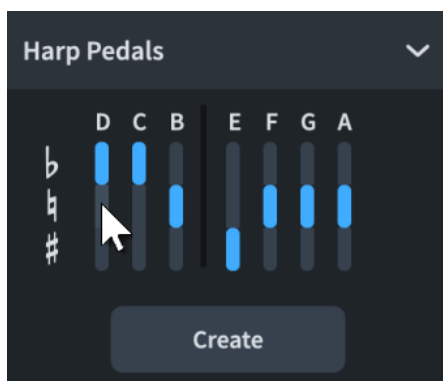 Harp Pedals
D C B E F G A
♭
♮
♯
Create